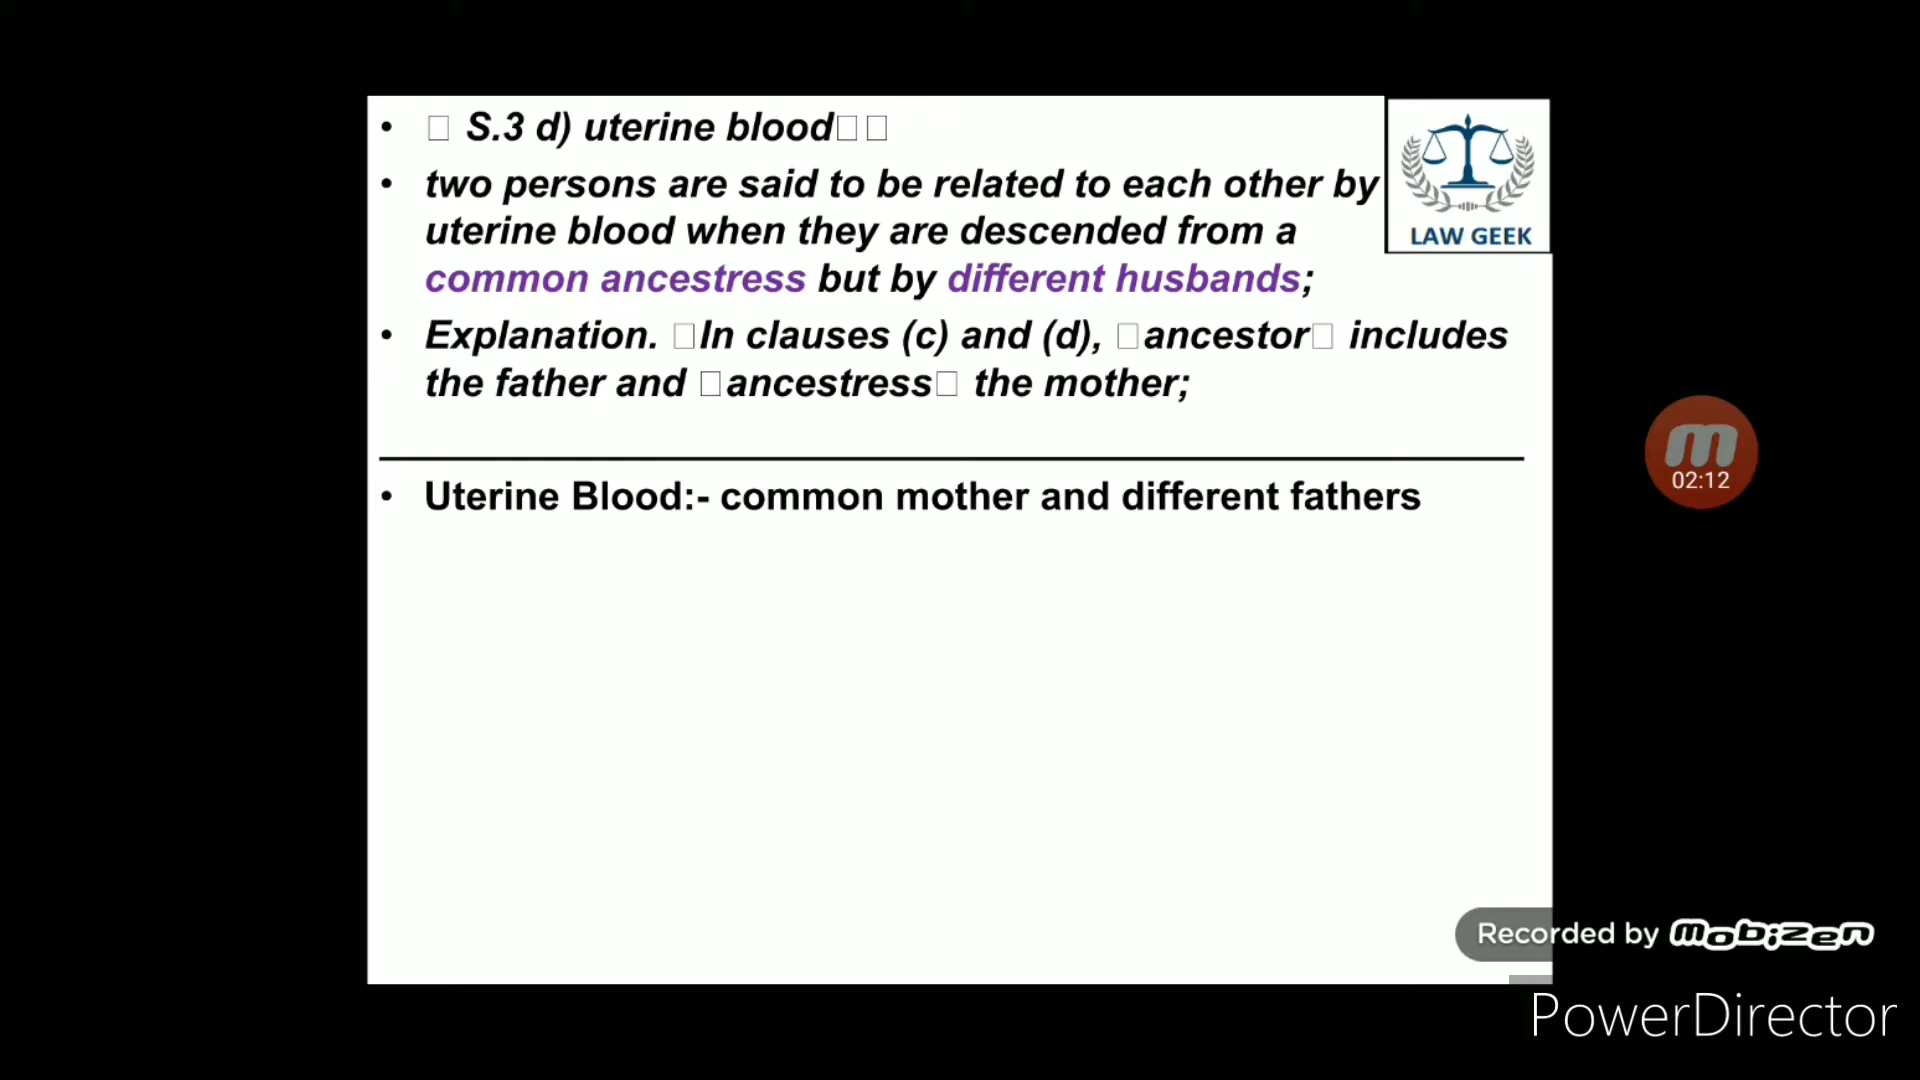 • □ S.3 d) uterine blood□□
• two persons are said to be related to each other by
uterine blood when they are descended from a
common ancestress but by different husbands;
• Explanation. □In clauses (c) and (d), □ancestor□ includes
the father and □ancestress□ the mother;
• Uterine Blood:- common mother and different fathers
LAW GEEK
02:12
Recorded by mobizen
PowerDirector